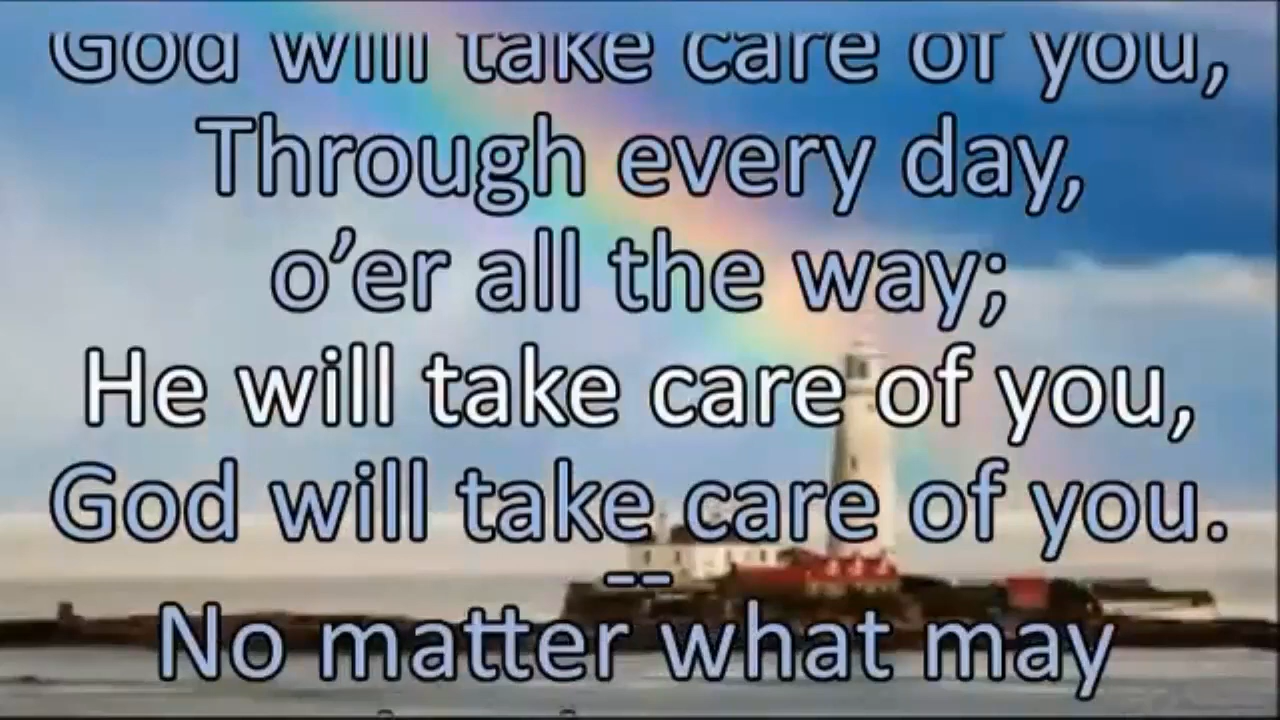 God will take care of you,
Through every day,
o’er all the way;
He will take care of you,
God will take care of you.
--
No matter what may